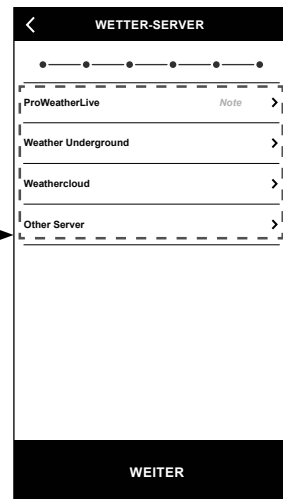 WETTER-SERVER
ProWeatherLive Note
Weather Underground
Weathercloud
Other Server
WEITER